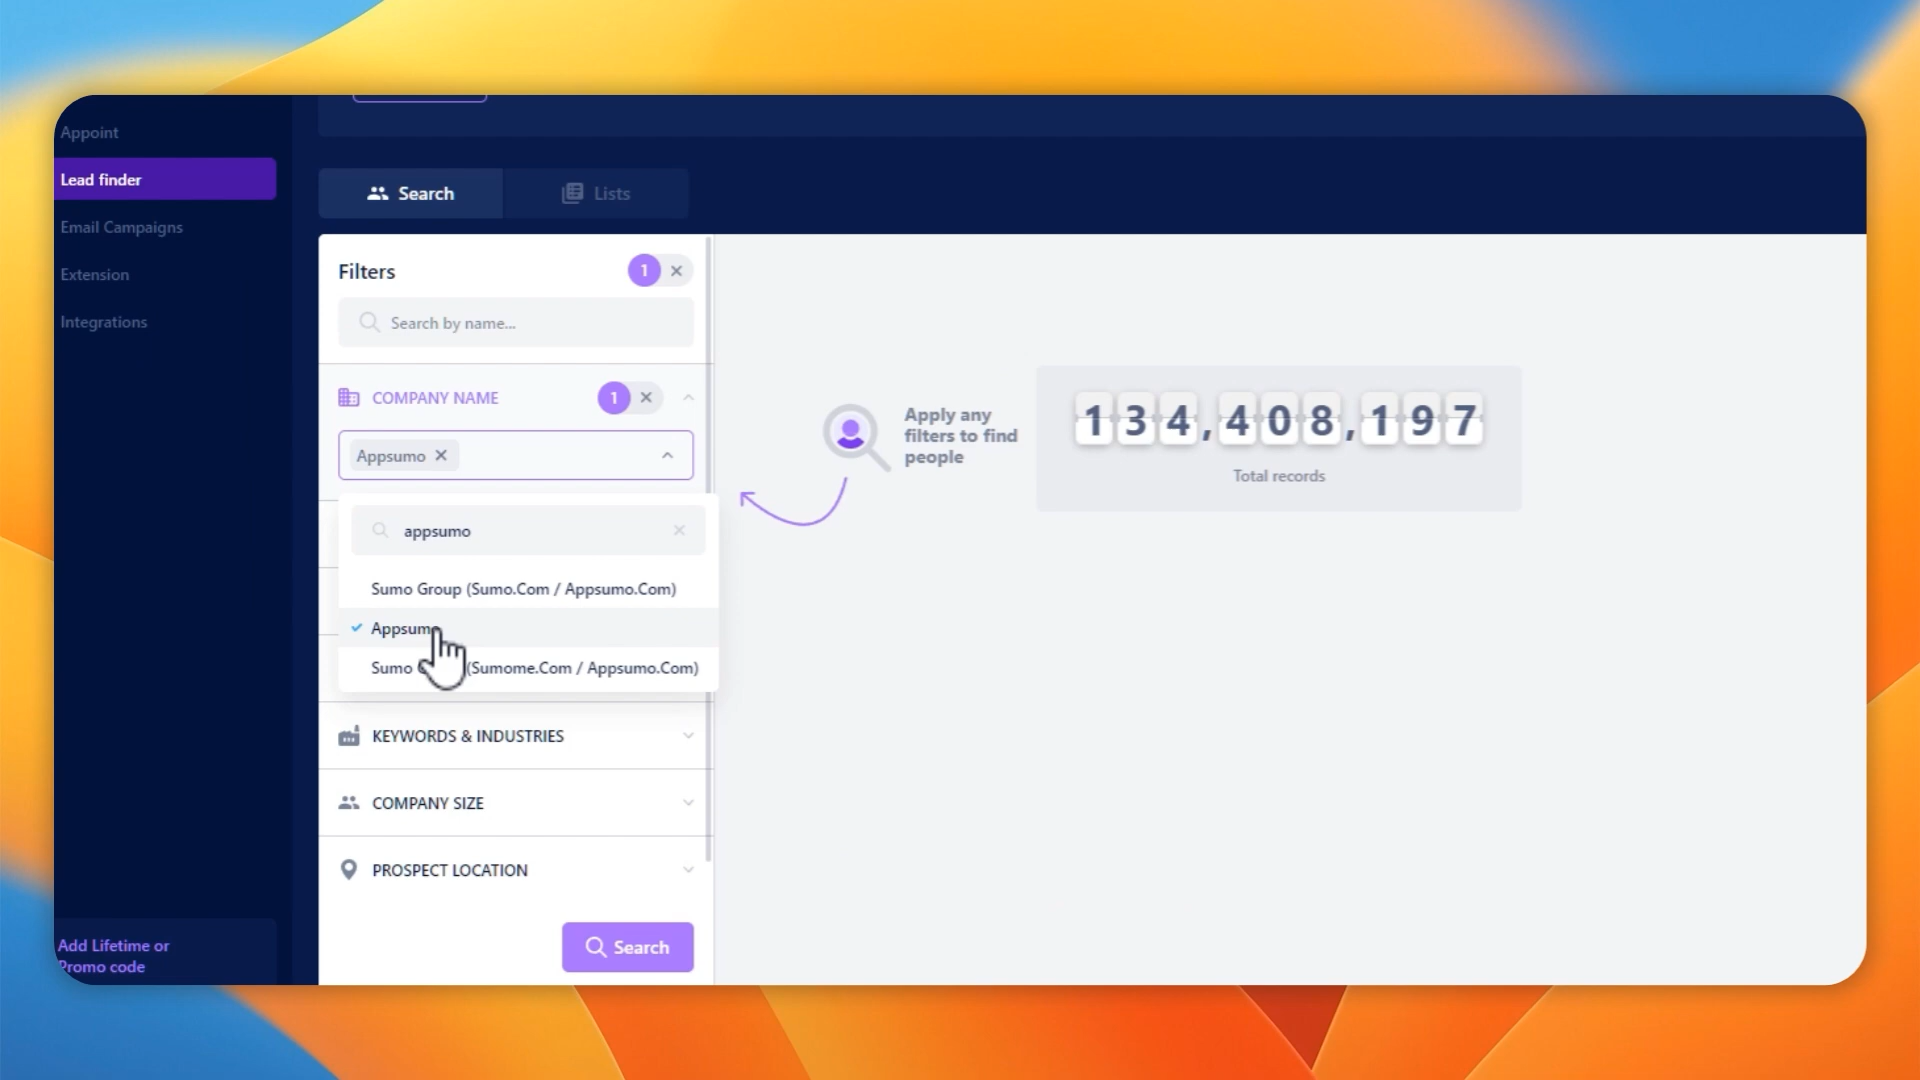 Appoint
Lead finder
Email Campaigns
Extension
Integrations
Add Lifetime or
Promo code
Search
Lists
Filters
1
Search by name...
COMPANY NAME
1
Appsumo
appsumo
Sumo Group (Sumo.Com / Appsumo.Com)
Appsumo
Sumo (Sumome.Com / Appsumo.Com)
KEYWORDS & INDUSTRIES
COMPANY SIZE
PROSPECT LOCATION
Search
Apply any
filters to find
people
134,408,197
Total records